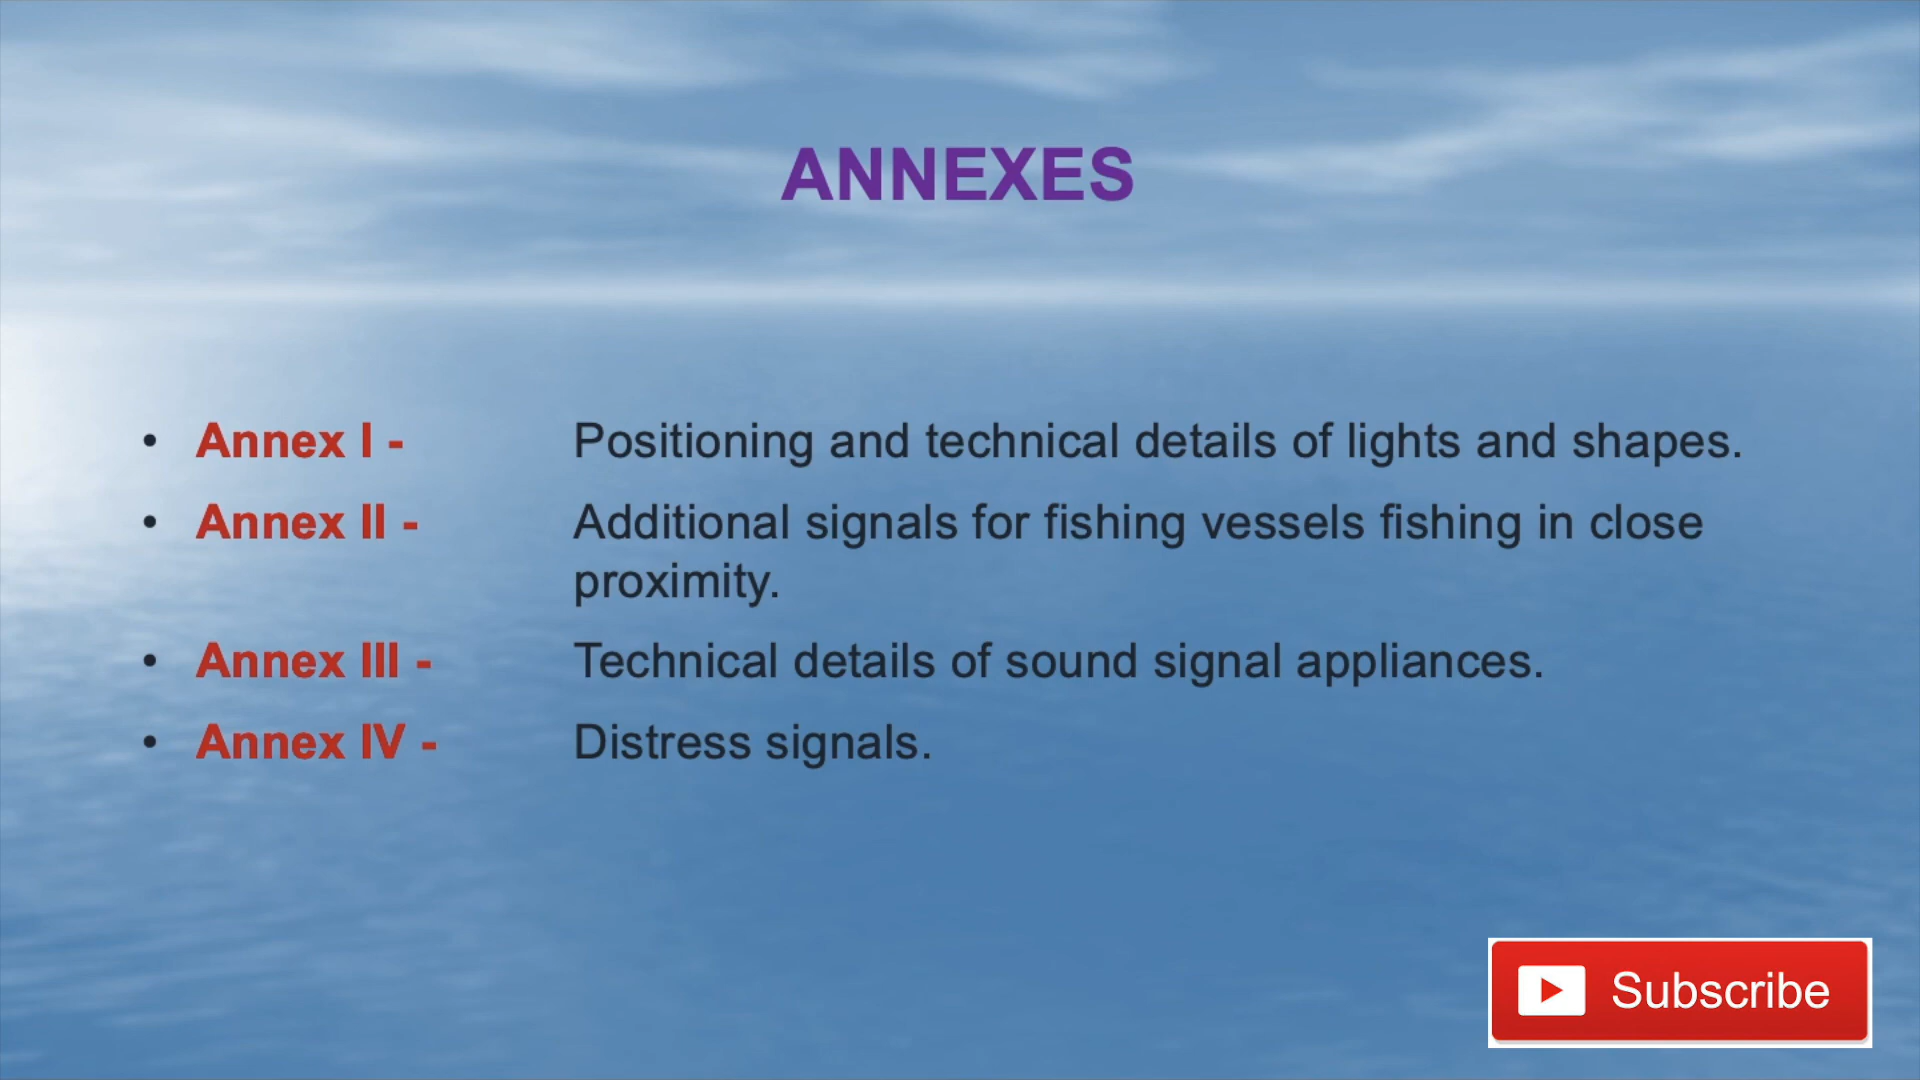 ANNEXES
• Annex I - Positioning and technical details of lights and shapes.
• Annex II - Additional signals for fishing vessels fishing in close
proximity.
• Annex III - Technical details of sound signal appliances.
• Annex IV - Distress signals.
Subscribe